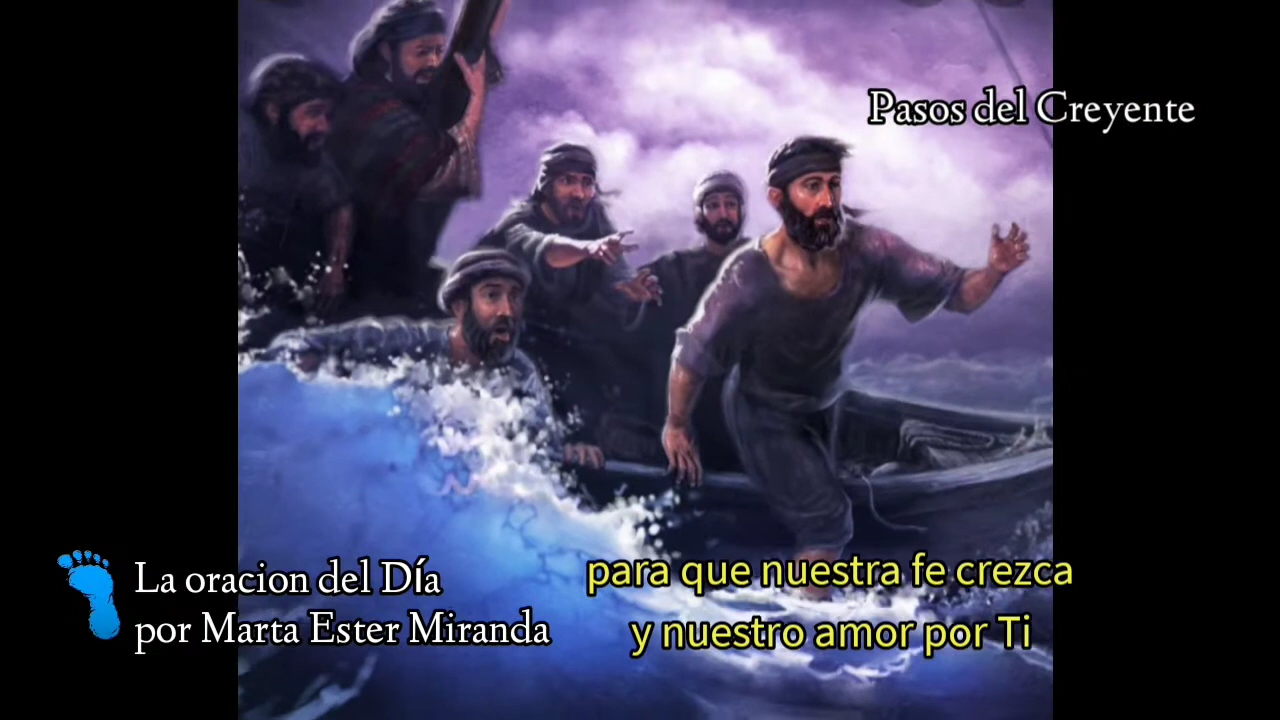 Pasos del Creyente
La oracion del Día
por Marta Ester Miranda
para que nuestra fe crezca
y nuestro amor por Ti